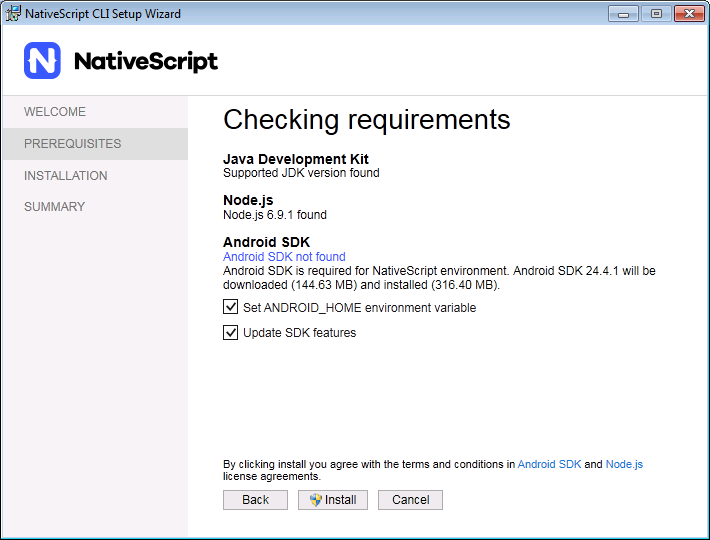 NativeScript CLI Setup Wizard
NativeScript
WELCOME
PREREQUISITES
INSTALLATION
SUMMARY
Checking requirements
Java Development Kit
Supported JDK version found
Node.js
Node.js 6.9.1 found
Android SDK
Android SDK not found
Android SDK is required for NativeScript environment. Android SDK 24.4.1 will be
downloaded (144.63 MB) and installed (316.40 MB).
Set ANDROID_HOME environment variable
Update SDK features
By clicking install you agree with the terms and conditions in Android SDK and Node.js
license agreements.
Back
Install
Cancel